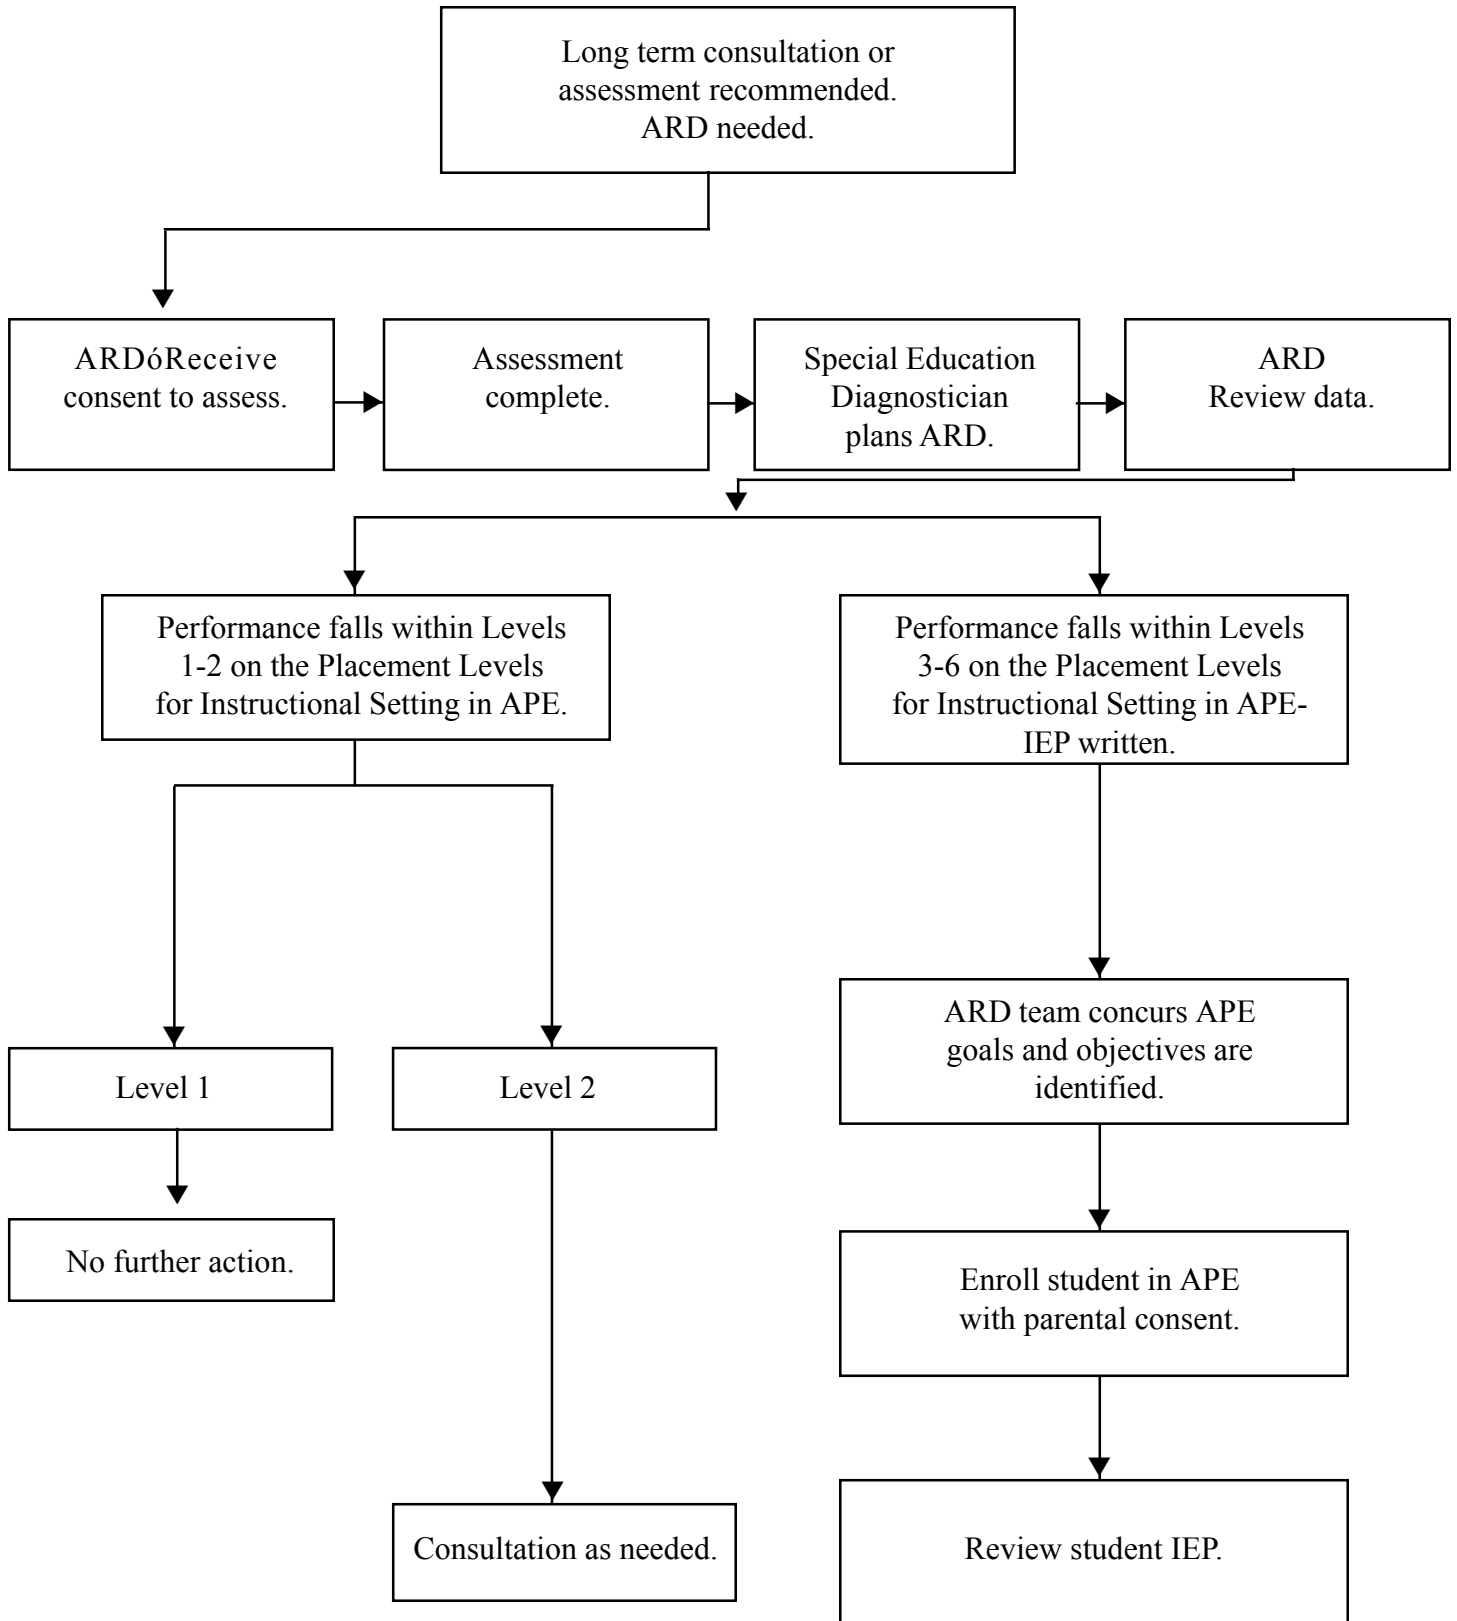 Long term consultation or
assessment recommended.
ARD needed.
ARDóReceive
consent to assess.
Assessment
complete.
Special Education
Diagnostician
plans ARD.
ARD
Review data.
Performance falls within Levels
1-2 on the Placement Levels
for Instructional Setting in APE.
Performance falls within Levels
3-6 on the Placement Levels
for Instructional Setting in APE-
IEP written.
ARD team concurs APE
goals and objectives are
identified.
Level 1
Level 2
No further action.
Enroll student in APE
with parental consent.
Consultation as needed.
Review student IEP.